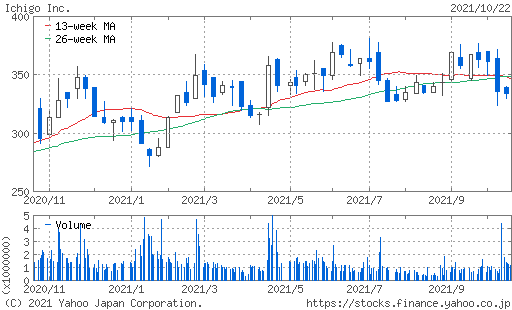 Ichigo Inc. 2021/10/22
400
13-week MA
26-week MA
350
300
250
2020/11 2021/1 2021/3 2021/5 2021/7 2021/9
5
Volume
4
3
2
1
0
(x1000000)
2020/11 2021/1 2021/3 2021/5 2021/7 2021/9
(C) 2021 Yahoo Japan Corporation. https://stocks.finance.yahoo.co.jp